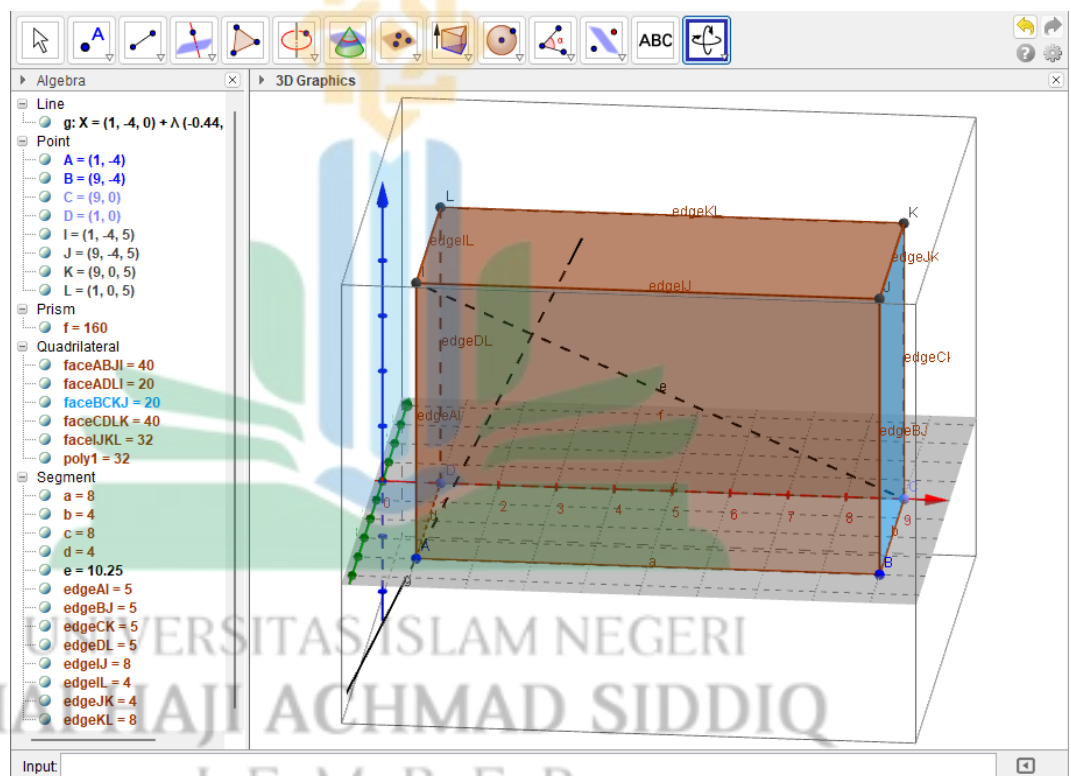 ABC
Algebra
3D Graphics
Line
g: X = (1, -4, 0) + λ (-0.44,
Point
A = (1, -4)
B = (9, -4)
C = (9, 0)
D = (1, 0)
I = (1, -4, 5)
J = (9, -4, 5)
K = (9, 0, 5)
L = (1, 0, 5)
Prism
f = 160
Quadrilateral
faceABJI = 40
faceADLI = 20
faceBCKJ = 20
faceCDLK = 40
faceIJKL = 32
poly1 = 32
Segment
a = 8
b = 4
c = 8
d = 4
e = 10.25
edgeAI = 5
edgeBJ = 5
edgeCK = 5
edgeDL = 5
edgeIJ = 8
edgeIL = 4
edgeJK = 4
edgeKL = 8
L
edgeKL
K
edgeIL
edgeJK
I
edgeIJ
J
edgeDL
edgeCK
e
edgeAI
f
edgeBJ
D
C
0 2 3 4 5 6 7 8 9
b
A
a
B
g
UNIVERSITAS ISLAM NEGERI
HAJI ACHMAD SIDDIQ
J E M B E R
Input: